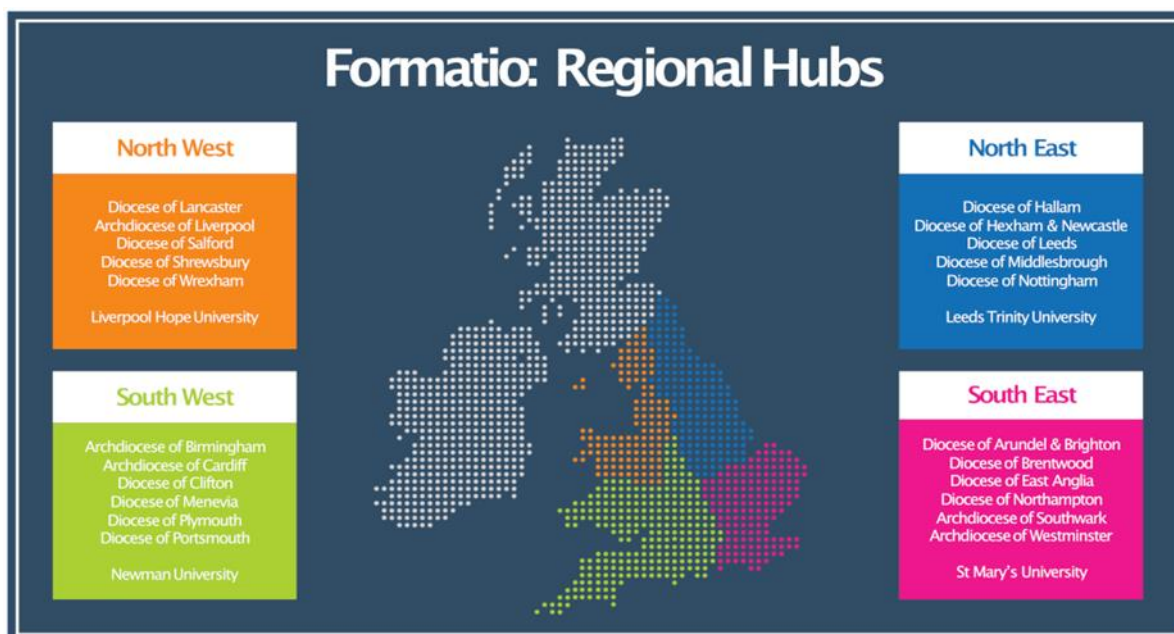 Formatio: Regional Hubs
North West
Diocese of Lancaster
Archdiocese of Liverpool
Diocese of Salford
Diocese of Shrewsbury
Diocese of Wrexham
Liverpool Hope University
North East
Diocese of Hallam
Diocese of Hexham & Newcastle
Diocese of Leeds
Diocese of Middlesbrough
Diocese of Nottingham
Leeds Trinity University
South West
Archdiocese of Birmingham
Archdiocese of Cardiff
Diocese of Clifton
Diocese of Menevia
Diocese of Plymouth
Diocese of Portsmouth
Newman University
South East
Diocese of Arundel & Brighton
Diocese of Brentwood
Diocese of East Anglia
Diocese of Northampton
Archdiocese of Southwark
Archdiocese of Westminster
St Mary's University